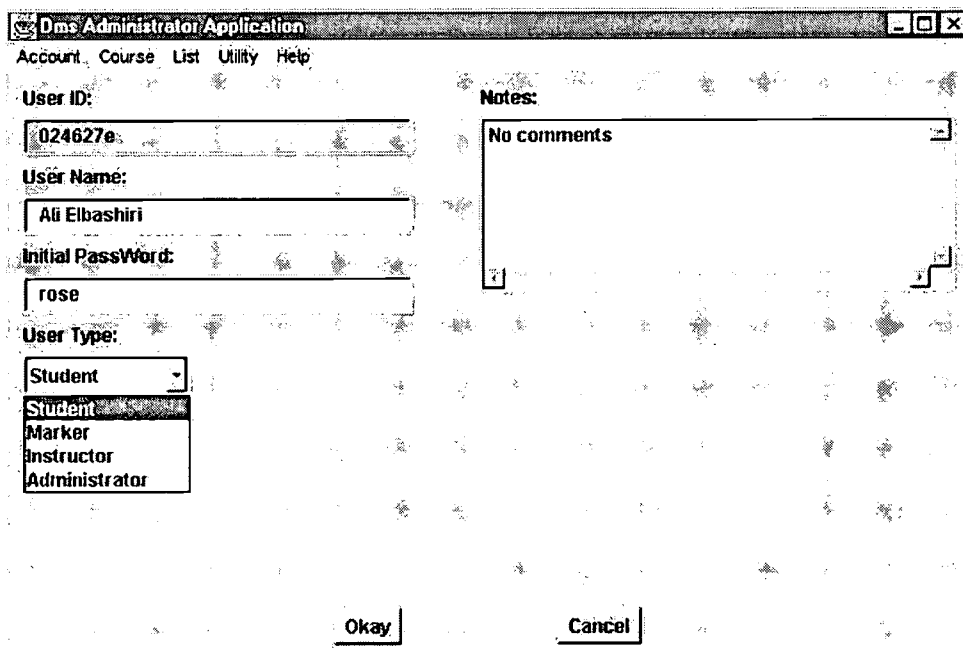 Dms Administrator Application
Account Course List Utility Help
User ID:
024627e
User Name:
Ali Elbashiri
Initial PassWord:
rose
User Type:
Student
Student
Marker
Instructor
Administrator
Notes:
No comments
Okay
Cancel